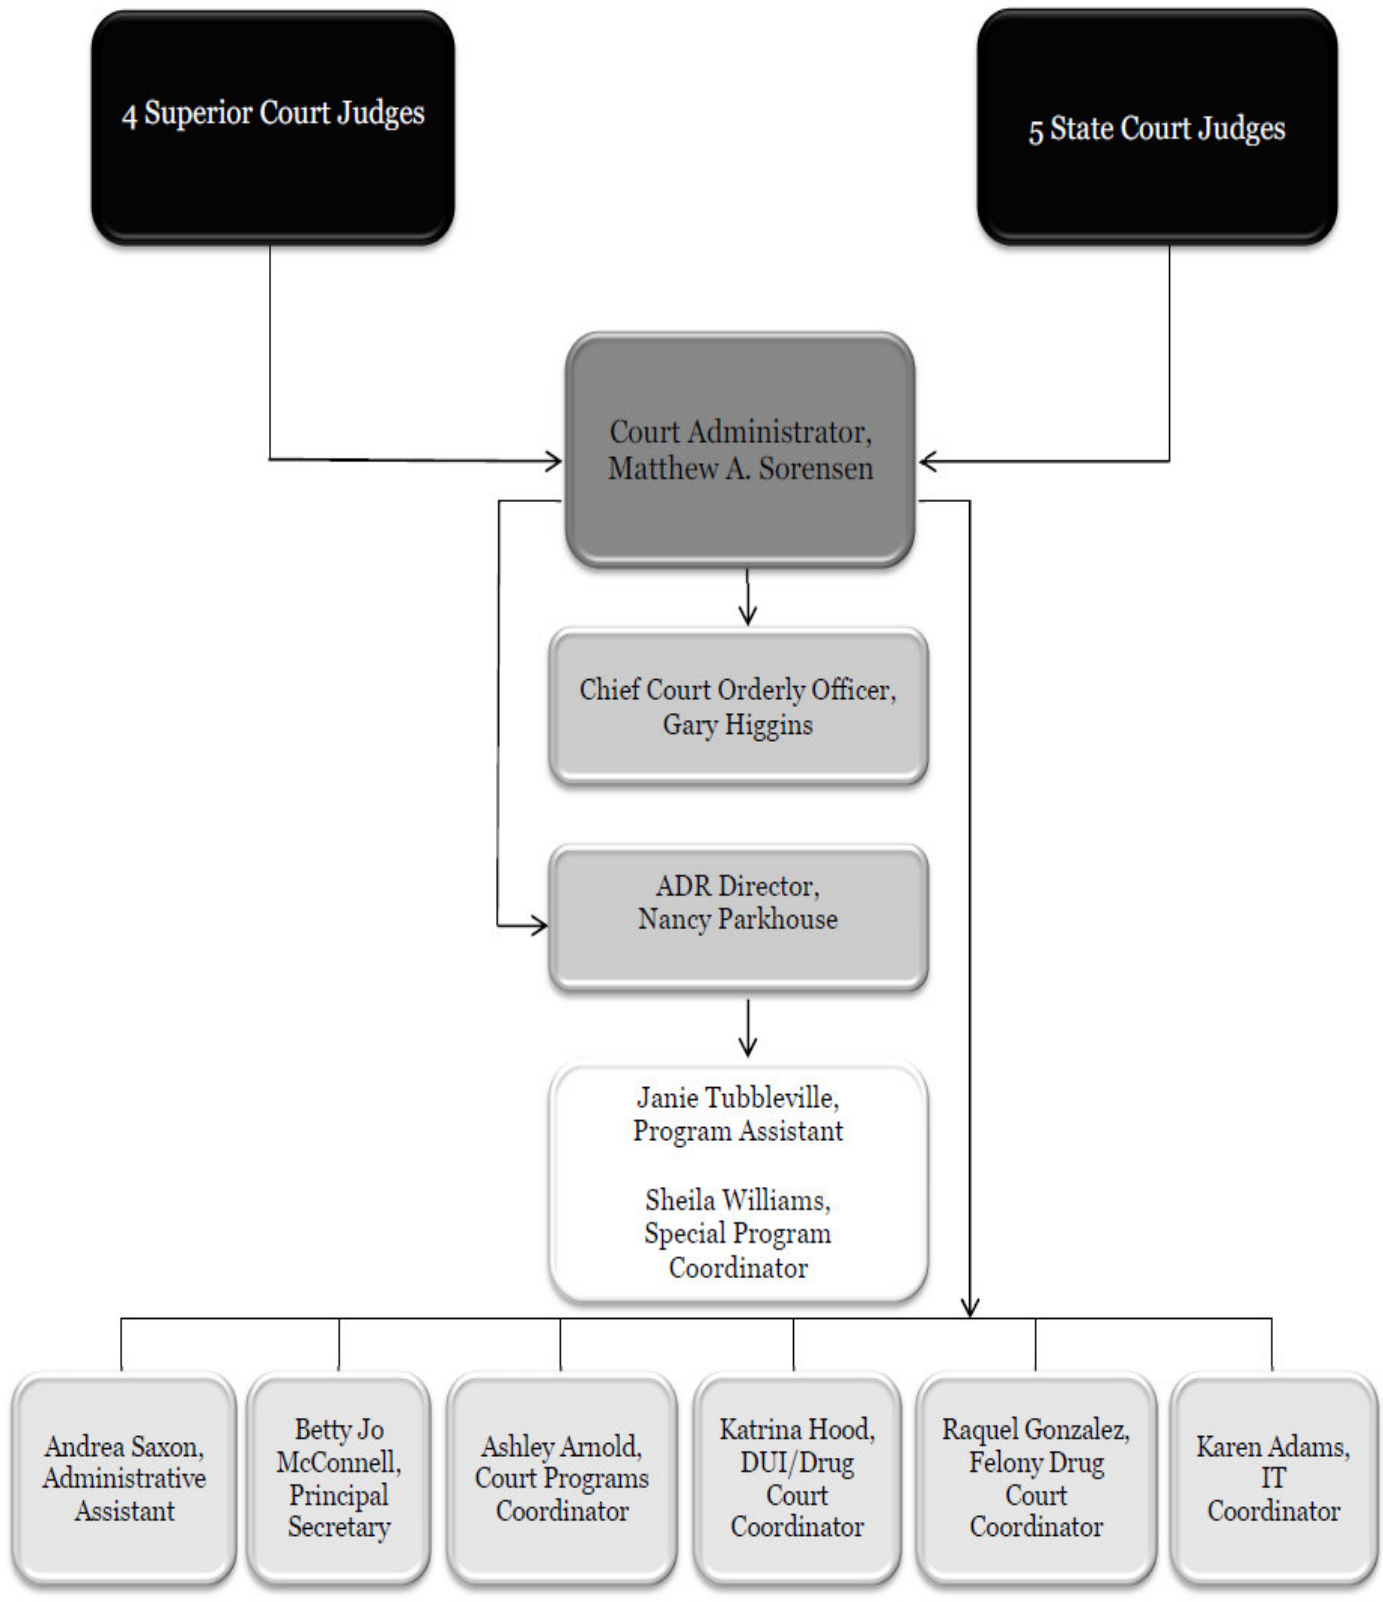 4 Superior Court Judges
5 State Court Judges
Court Administrator,
Matthew A. Sorensen
Chief Court Orderly Officer,
Gary Higgins
ADR Director,
Nancy Parkhouse
Janie Tubbleville,
Program Assistant
Sheila Williams,
Special Program
Coordinator
Andrea Saxon,
Administrative
Assistant
Betty Jo
McConnell,
Principal
Secretary
Ashley Arnold,
Court Programs
Coordinator
Katrina Hood,
DUI/Drug
Court
Coordinator
Raquel Gonzalez,
Felony Drug
Court
Coordinator
Karen Adams,
IT
Coordinator